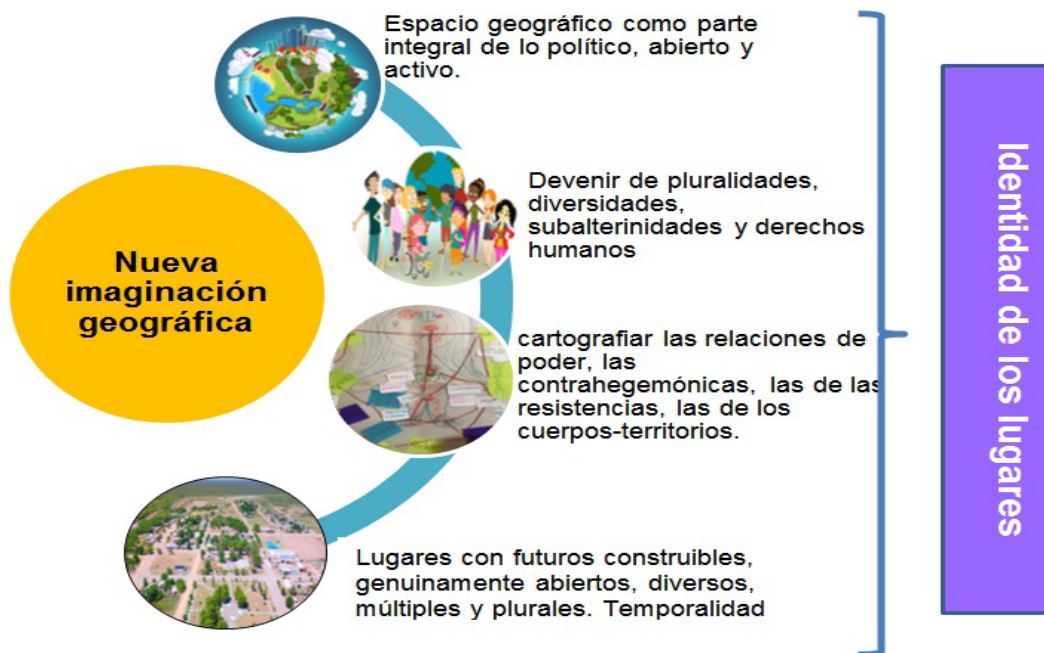 Espacio geográfico como parte
integral de lo político, abierto y
activo.
Nueva
imaginación
geográfica
Devenir de pluralidades,
diversidades,
subalterinidades y derechos
humanos
cartografiar las relaciones de
poder, las
contrahegemónicas, las de las
resistencias, las de los
cuerpos-territorios.
Lugares con futuros construibles,
genuinamente abiertos, diversos,
múltiples y plurales. Temporalidad
Identidad de los lugares